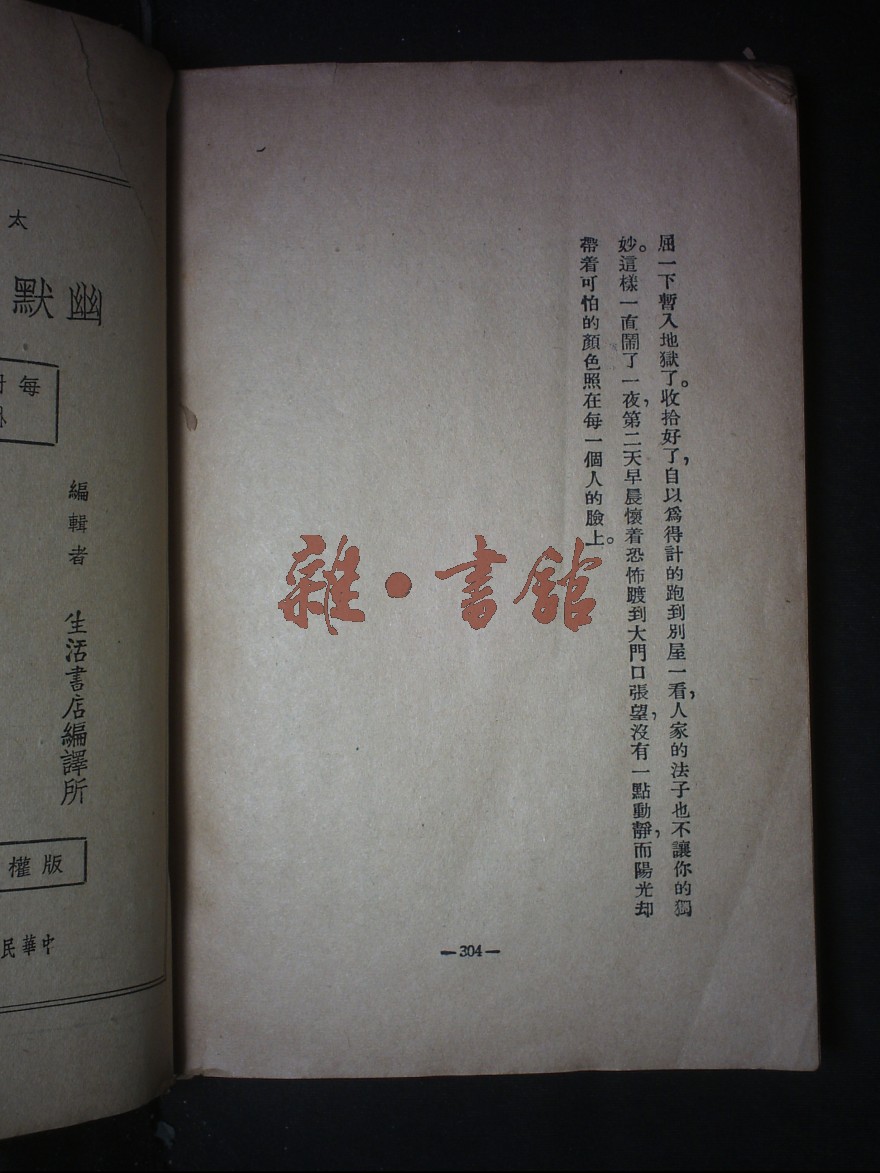 屈一下暫入地獄了。收拾好了，自以爲得計的跑到別屋一看，人家的法子也不讓你的獨
妙。這樣一直鬧了一夜，第二天早晨懷着恐怖踱到大門口張望，沒有一點動靜，而陽光却
帶着可怕的顏色照在每一個人的臉上。
—304—
雜·書館
太
幽默
每
編輯者 生活書店編譯所
版權
中華民